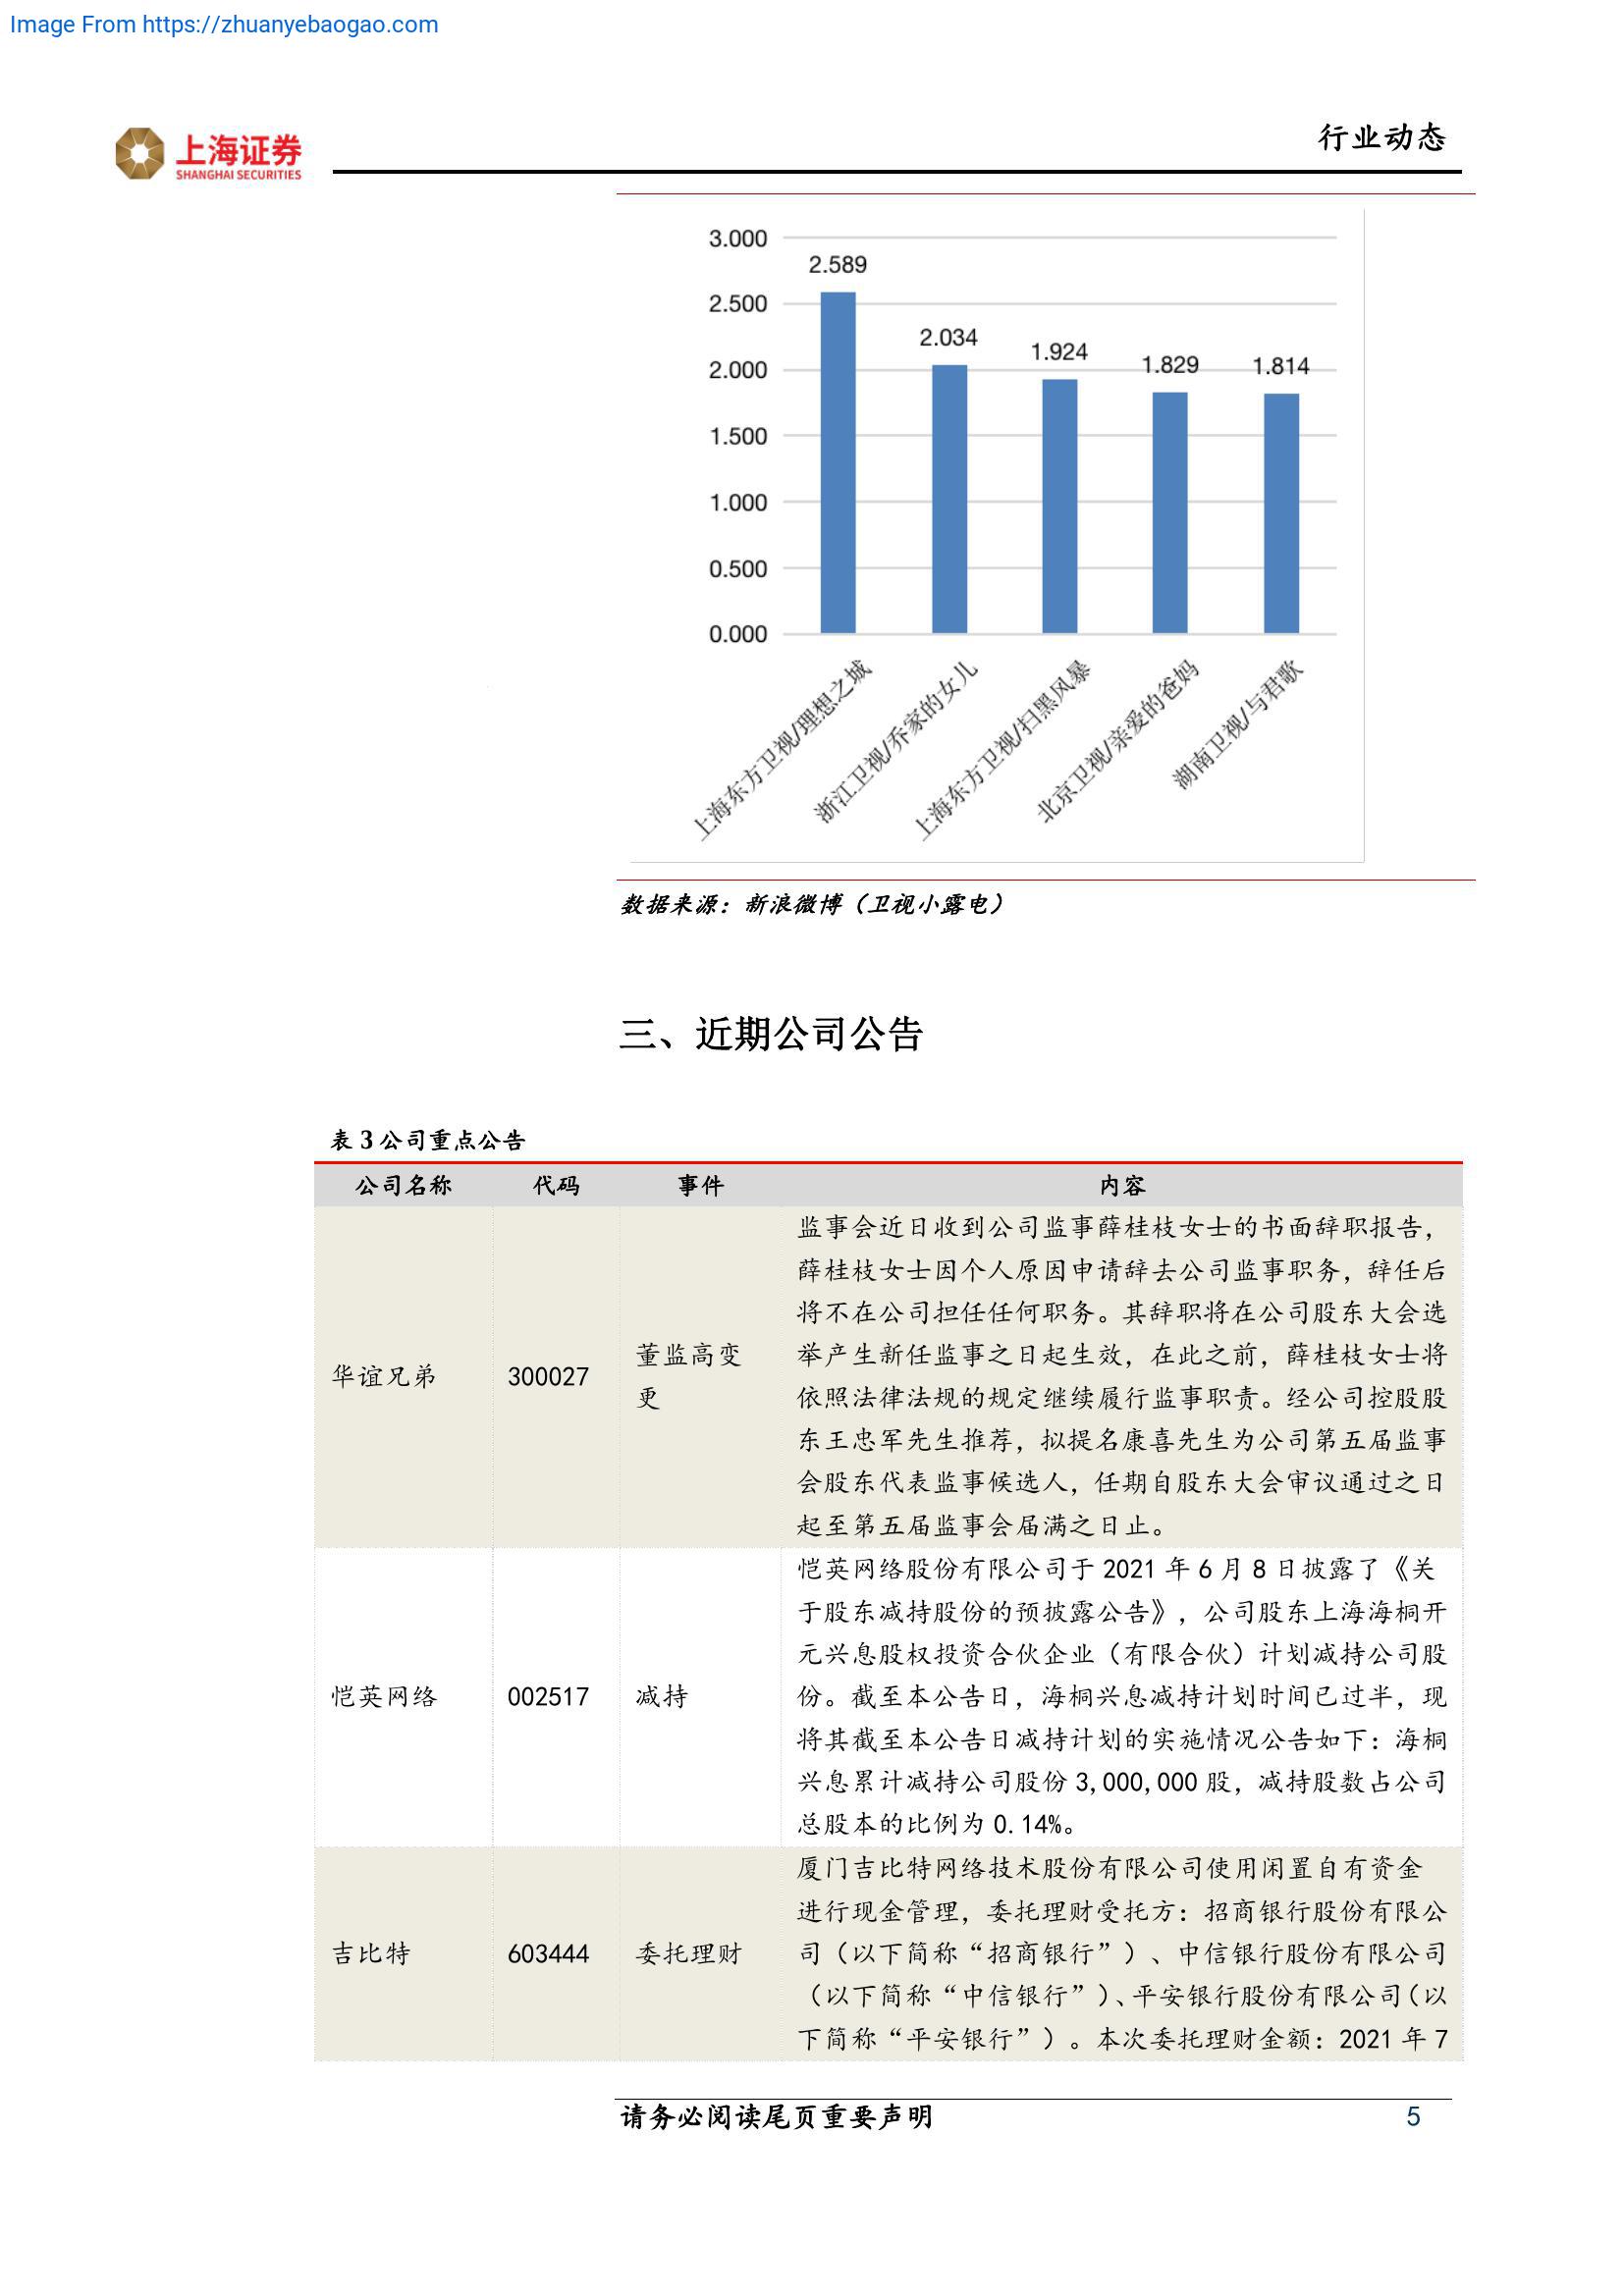 Image From https://zhuanyebaogao.com
上海证券
SHANGHAI SECURITIES
行业动态
3.000
2.500
2.000
1.500
1.000
0.500
0.000
2.589
2.034
1.924
1.829
1.814
上海东方卫视/理想之城
浙江卫视/乔家的女儿
上海东方卫视/扫黑风暴
北京卫视/亲爱的爸妈
湖南卫视/与君歌
数据来源：新浪微博（卫视小露电）
三、近期公司公告
表 3 公司重点公告
公司名称 代码 事件 内容
华谊兄弟
300027
董监高变
更
监事会近日收到公司监事薛桂枝女士的书面辞职报告，
薛桂枝女士因个人原因申请辞去公司监事职务，辞任后
将不在公司担任任何职务。其辞职将在公司股东大会选
举产生新任监事之日起生效，在此之前，薛桂枝女士将
依照法律法规的规定继续履行监事职责。经公司控股股
东王忠军先生推荐，拟提名康喜先生为公司第五届监事
会股东代表监事候选人，任期自股东大会审议通过之日
起至第五届监事会届满之日止。
恺英网络
002517
减持
恺英网络股份有限公司于 2021 年 6 月 8 日披露了《关
于股东减持股份的预披露公告》，公司股东上海海桐开
元兴息股权投资合伙企业（有限合伙）计划减持公司股
份。截至本公告日，海桐兴息减持计划时间已过半，现
将其截至本公告日减持计划的实施情况公告如下：海桐
兴息累计减持公司股份 3,000,000 股，减持股数占公司
总股本的比例为 0.14%。
吉比特
603444
委托理财
厦门吉比特网络技术股份有限公司使用闲置自有资金
进行现金管理，委托理财受托方：招商银行股份有限公
司（以下简称“招商银行”）、中信银行股份有限公司
（以下简称“中信银行”）、平安银行股份有限公司（以
下简称“平安银行”）。本次委托理财金额：2021 年 7
请务必阅读尾页重要声明
5